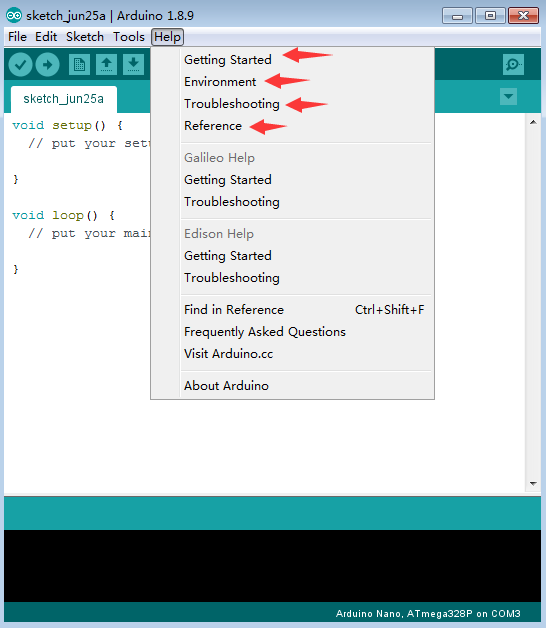 sketch_jun25a | Arduino 1.8.9
File Edit Sketch Tools Help
sketch_jun25a
Getting Started
Environment
Troubleshooting
Reference
Galileo Help
Getting Started
Troubleshooting
Edison Help
Getting Started
Troubleshooting
Find in Reference Ctrl+Shift+F
Frequently Asked Questions
Visit Arduino.cc
About Arduino
void setup() {
// put your set
}
void loop() {
// put your mai
}
Arduino Nano, ATmega328P on COM3